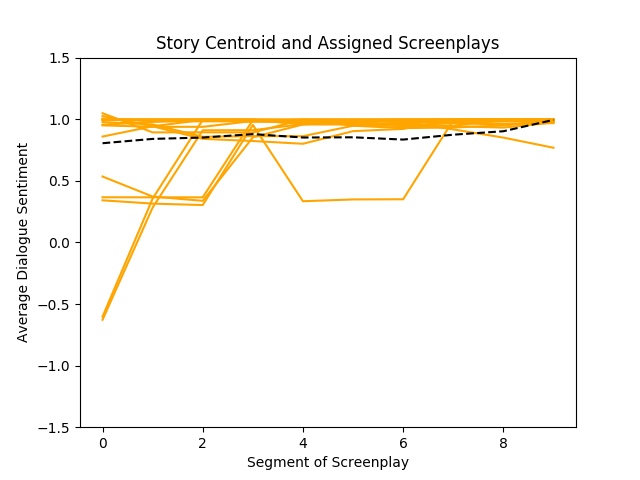 Story Centroid and Assigned Screenplays
Average Dialogue Sentiment
1.5
1.0
0.5
0.0
−0.5
−1.0
−1.5
0 2 4 6 8
Segment of Screenplay